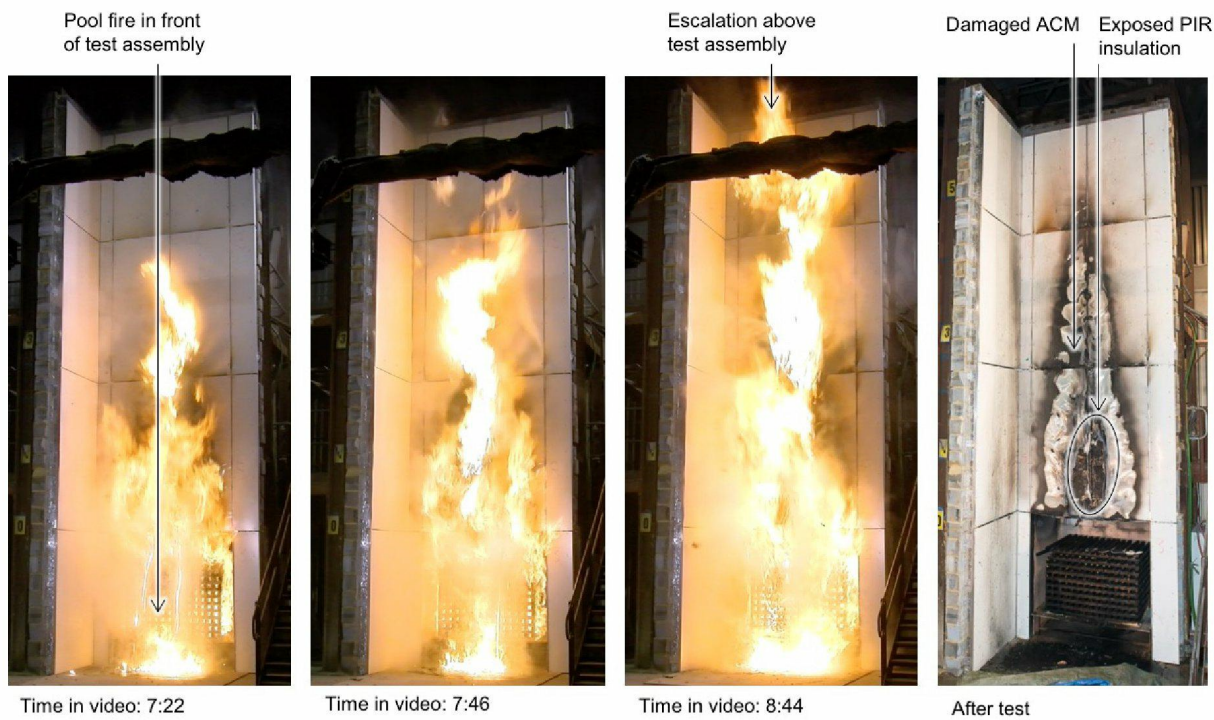 Pool fire in front
of test assembly
Escalation above
test assembly
Damaged ACM
Exposed PIR
insulation
Time in video: 7:22
Time in video: 7:46
Time in video: 8:44
After test